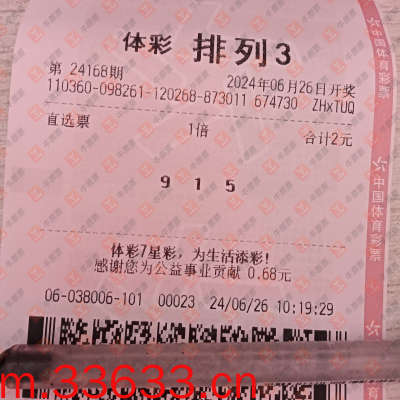 体彩 排列3
第 24168期 2024年06月26日开奖
110360-098261-120268-873011 674730 ZHxTUQ
直选票 1倍 合计2元
9 1 5
体彩7星彩，为生活添彩！
感谢您为公益事业贡献 0.68元
06-038006-101 00023 24/06/26 10:19:29
中国体育彩票
中国体育彩票
m.33633.cn